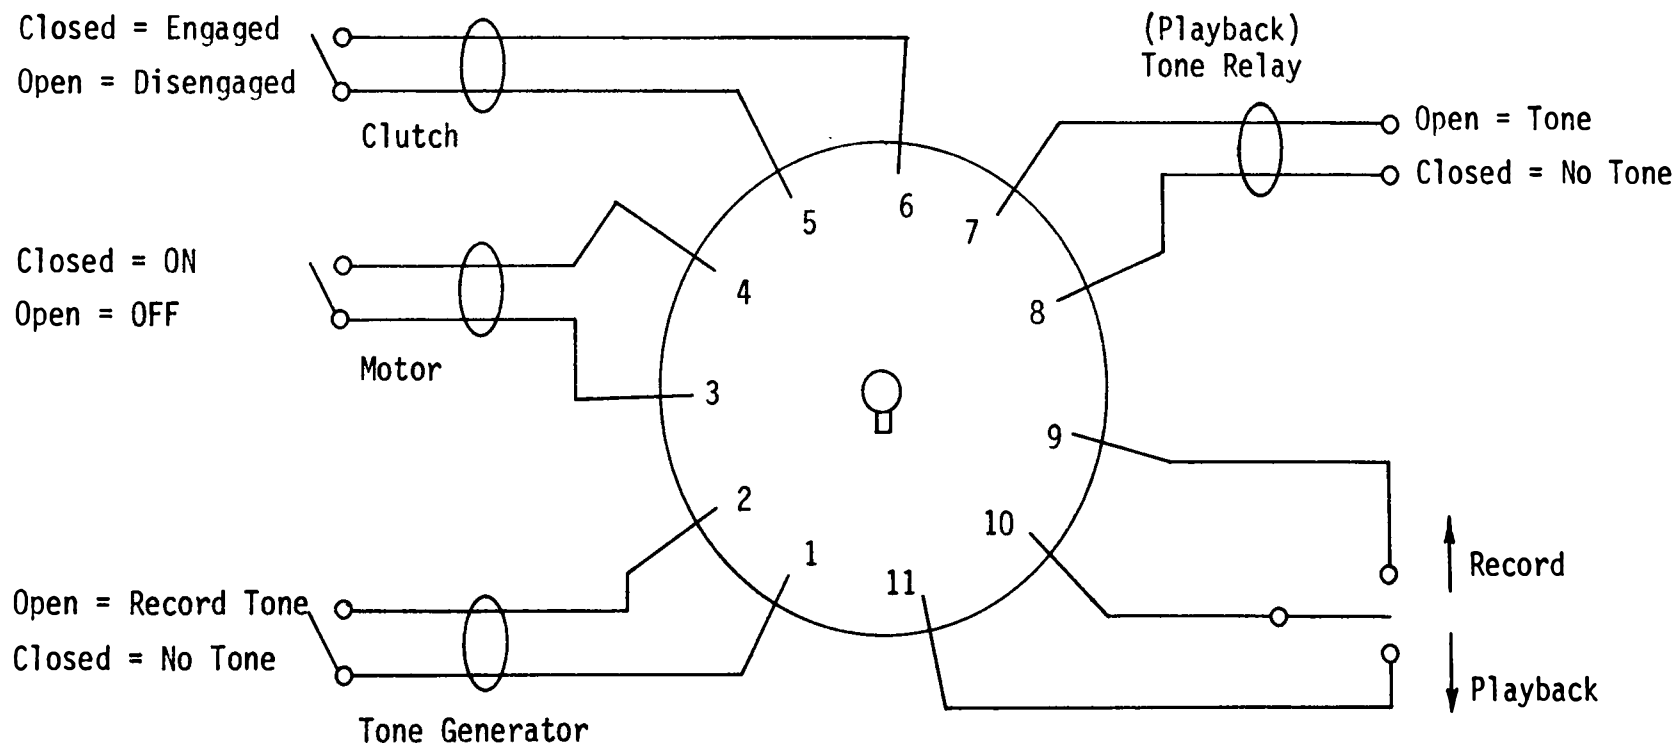 Closed = Engaged
Open = Disengaged
Clutch
(Playback)
Tone Relay
Open = Tone
Closed = No Tone
Closed = ON
Open = OFF
Motor
5
6
7
4
8
3
9
2
10
1
11
Open = Record Tone
Closed = No Tone
Tone Generator
Record
Playback